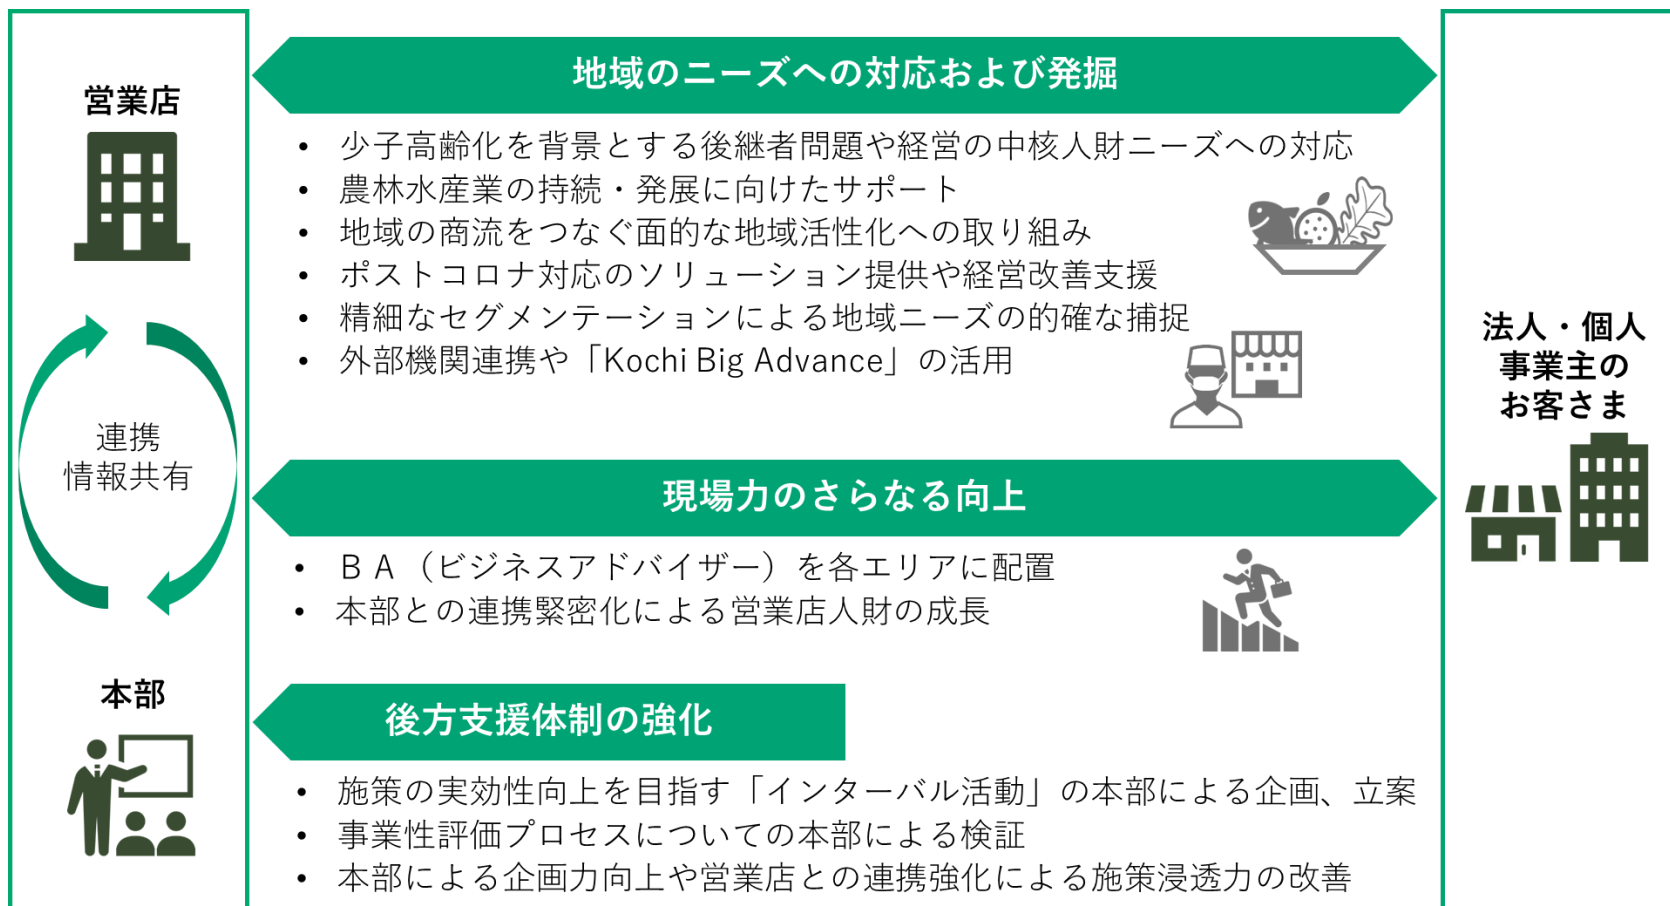 営業店
連携
情報共有
本部
地域のニーズへの対応および発掘
• 少子高齢化を背景とする後継者問題や経営の中核人財ニーズへの対応
• 農林水産業の持続・発展に向けたサポート
• 地域の商流をつなぐ面的な地域活性化への取り組み
• ポストコロナ対応のソリューション提供や経営改善支援
• 精細なセグメンテーションによる地域ニーズの的確な捕捉
• 外部機関連携や「Kochi Big Advance」の活用
現場力のさらなる向上
• ＢＡ（ビジネスアドバイザー）を各エリアに配置
• 本部との連携緊密化による営業店人財の成長
後方支援体制の強化
• 施策の実効性向上を目指す「インターバル活動」の本部による企画、立案
• 事業性評価プロセスについての本部による検証
• 本部による企画力向上や営業店との連携強化による施策浸透力の改善
法人・個人
事業主の
お客さま